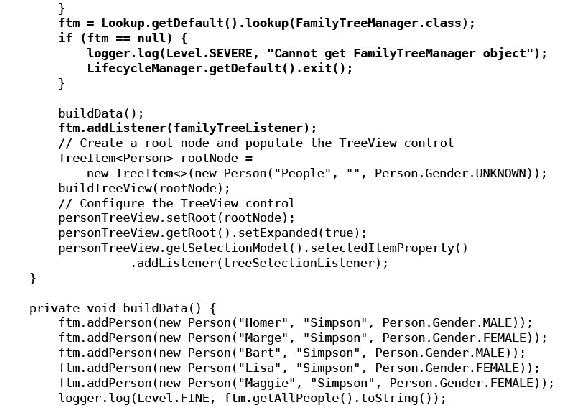 }
ftm = Lookup.getDefault().lookup(FamilyTreeManager.class);
if (ftm == null) {
logger.log(Level.SEVERE, "Cannot get FamilyTreeManager object");
LifecycleManager.getDefault().exit();
}
buildData();
ftm.addListener(familyTreeListener);
// Create a root node and populate the TreeView control
TreeItem<Person> rootNode =
new TreeItem<>(new Person("People", "", Person.Gender.UNKNOWN));
buildTreeView(rootNode);
// Configure the TreeView control
personTreeView.setRoot(rootNode);
personTreeView.getRoot().setExpanded(true);
personTreeView.getSelectionModel().selectedItemProperty()
.addListener(treeSelectionListener);
}
private void buildData() {
ftm.addPerson(new Person("Homer", "Simpson", Person.Gender.MALE));
ftm.addPerson(new Person("Marge", "Simpson", Person.Gender.FEMALE));
ftm.addPerson(new Person("Bart", "Simpson", Person.Gender.MALE));
ftm.addPerson(new Person("Lisa", "Simpson", Person.Gender.FEMALE));
ftm.addPerson(new Person("Maggie", "Simpson", Person.Gender.FEMALE));
logger.log(Level.FINE, ftm.getAllPeople().toString());